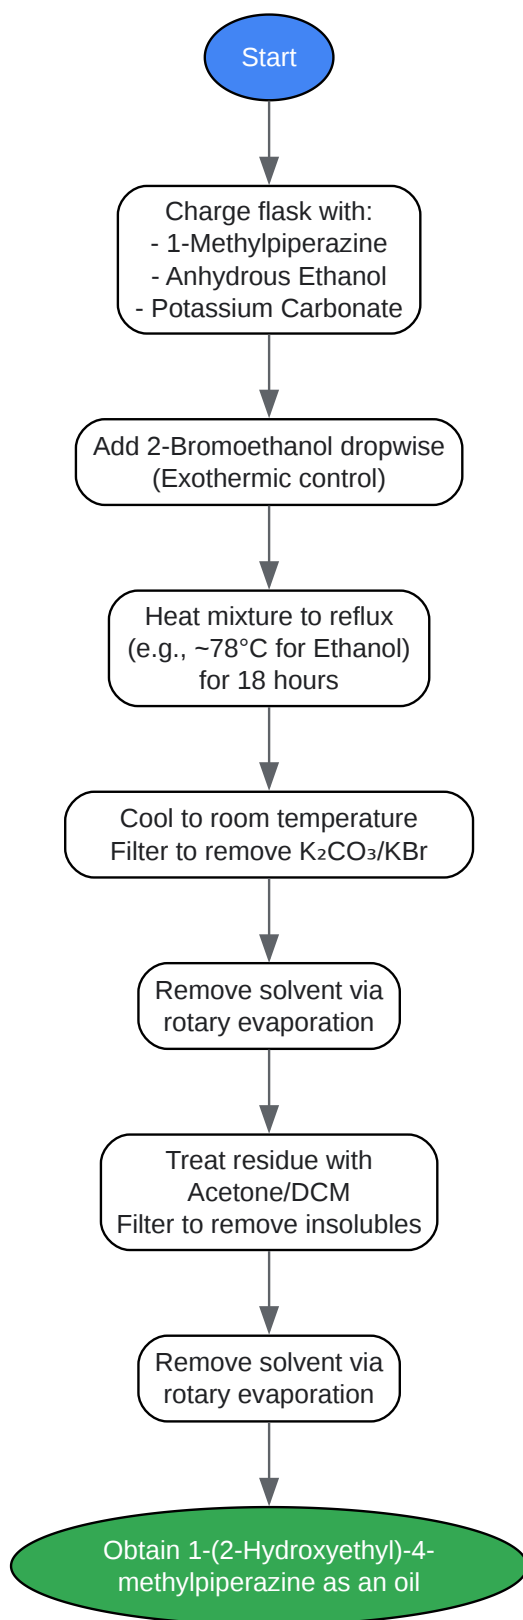 Start
Charge flask with:
- 1-Methylpiperazine
- Anhydrous Ethanol
- Potassium Carbonate
Add 2-Bromoethanol dropwise
(Exothermic control)
Heat mixture to reflux
(e.g., ~78°C for Ethanol)
for 18 hours
Cool to room temperature
Filter to remove K₂CO₃/KBr
Remove solvent via
rotary evaporation
Treat residue with
Acetone/DCM
Filter to remove insolubles
Remove solvent via
rotary evaporation
Obtain 1-(2-Hydroxyethyl)-4-
methylpiperazine as an oil